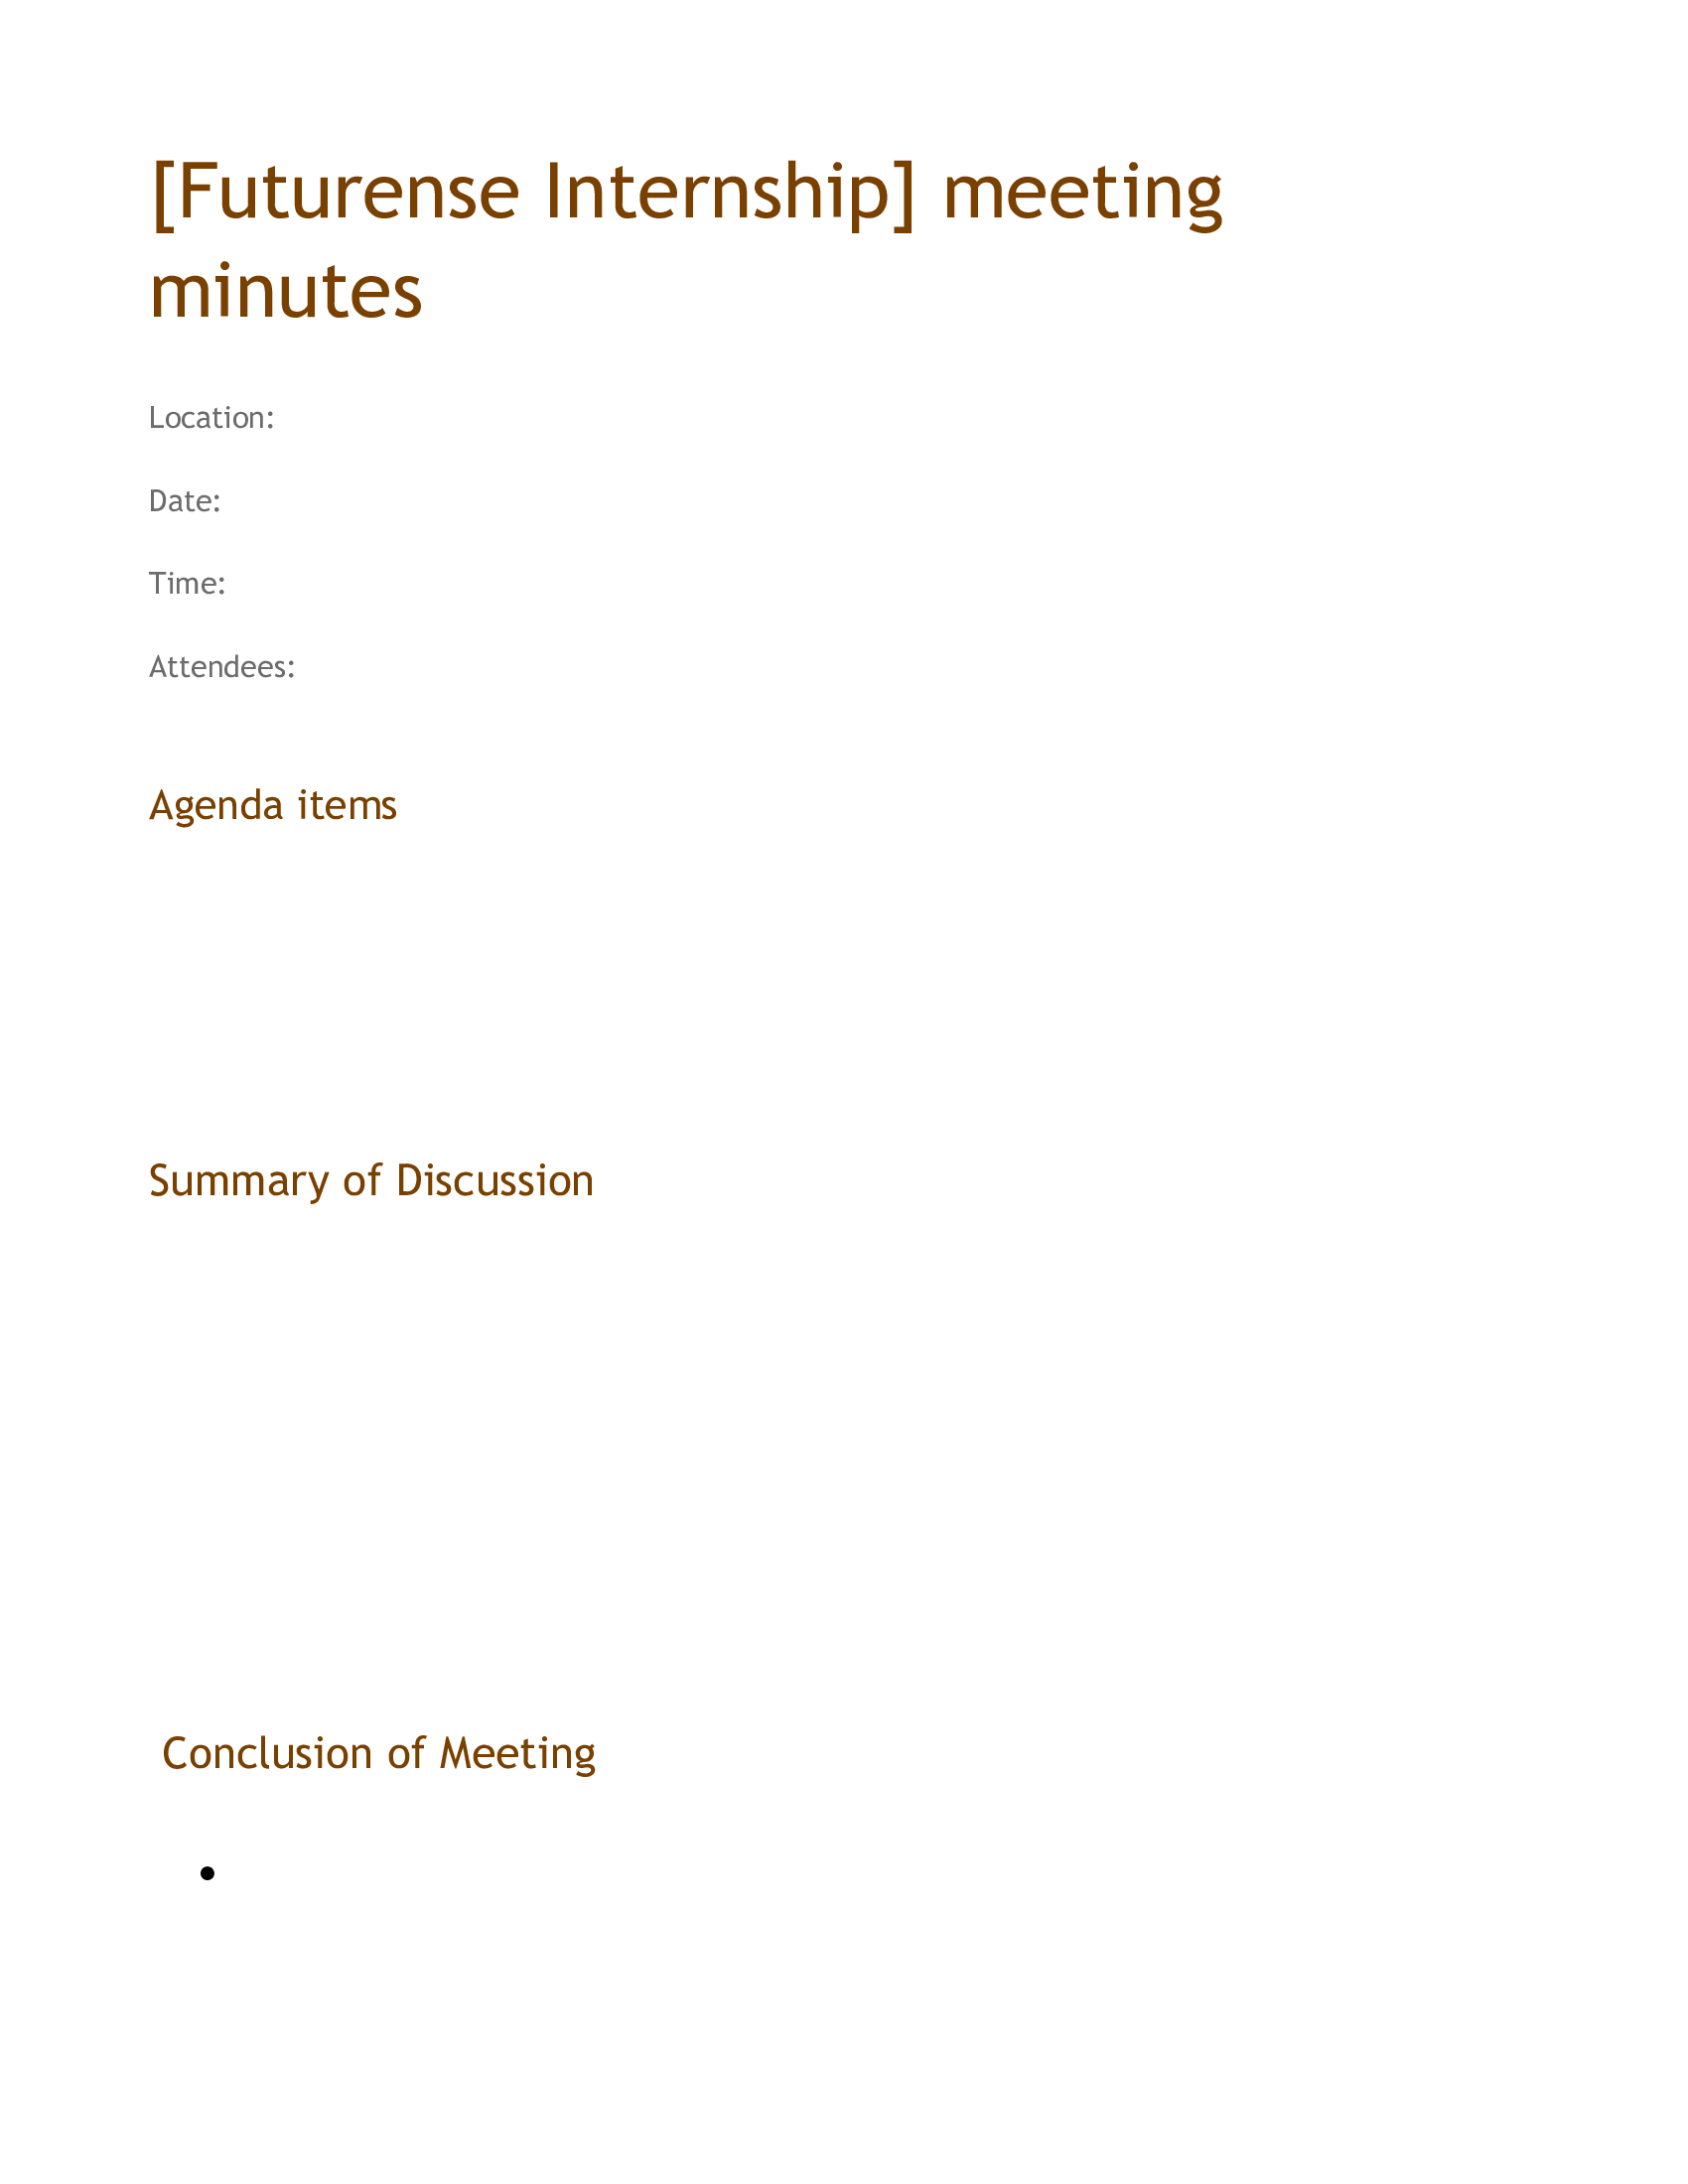 [Futurense Internship] meeting
minutes
Location:
Date:
Time:
Attendees:
Agenda items
Summary of Discussion
Conclusion of Meeting
•